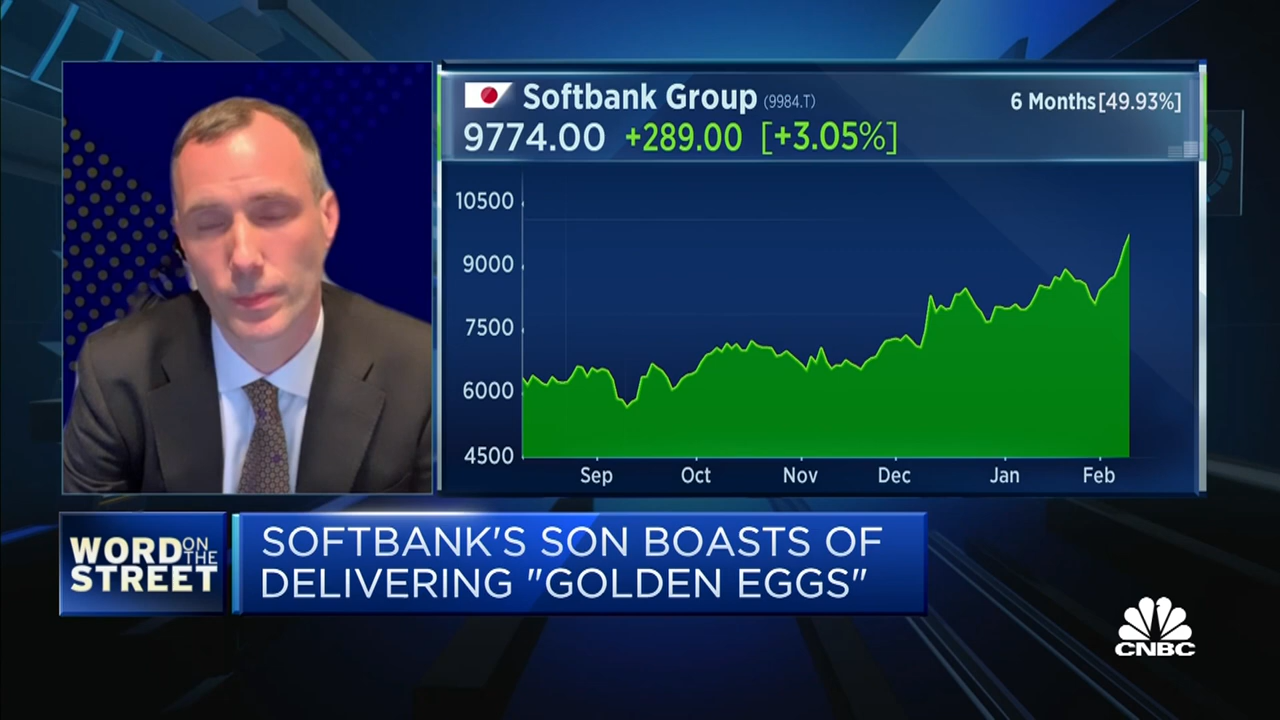 Softbank Group (9984.T)
6 Months[49.93%]
9774.00 +289.00 [+3.05%]
10500
9000
7500
6000
4500
Sep Oct Nov Dec Jan Feb
WORD ON THE STREET
SOFTBANK'S SON BOASTS OF
DELIVERING "GOLDEN EGGS"
CNBC